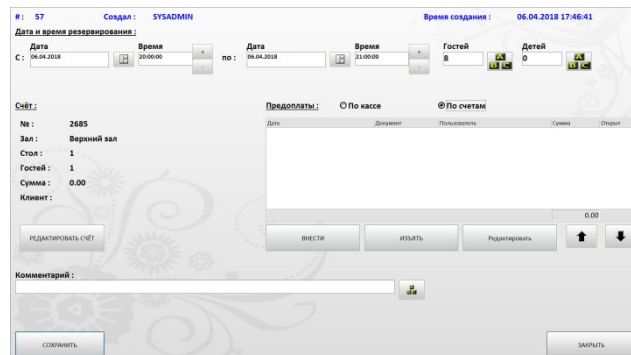 # : 57 Создал : SYSADMIN Время создания : 06.04.2018 17:46:41
Дата и время резервирования :
Дата Время Дата Время Гостей Детей
С : 06.04.2018 20:00:00 + - по : 06.04.2018 21:00:00 + - 8 A B C 0 A B C
Счёт : Предоплаты : По кассе По счетам
№ : 2685
Дата Документ Пользователь Сумма Открыт
Зал : Верхний зал
Стол : 1
Гостей : 1
Сумма : 0.00
Клиент :
0.00
РЕДАКТИРОВАТЬ СЧЁТ ВНЕСТИ ИЗЪЯТЬ Редактировать
Комментарий :
СОХРАНИТЬ ЗАКРЫТЬ